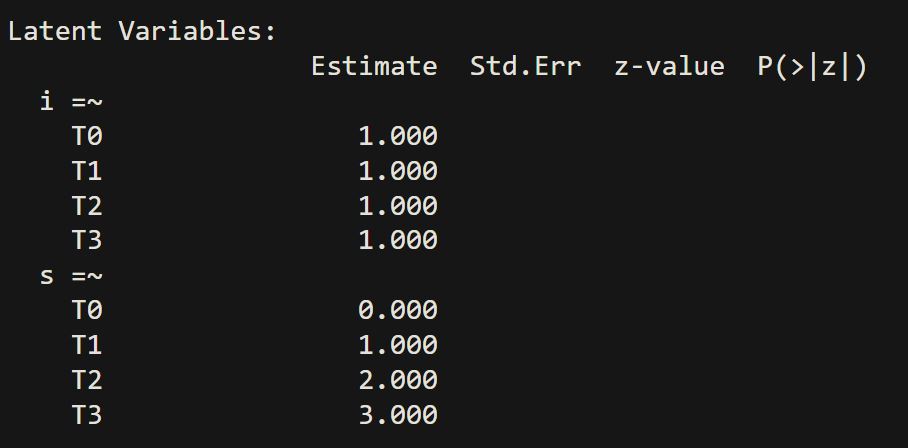 Latent Variables:
                   Estimate  Std.Err  z-value  P(>|z|)
  i =~
    T0                1.000
    T1                1.000
    T2                1.000
    T3                1.000
  s =~
    T0                0.000
    T1                1.000
    T2                2.000
    T3                3.000